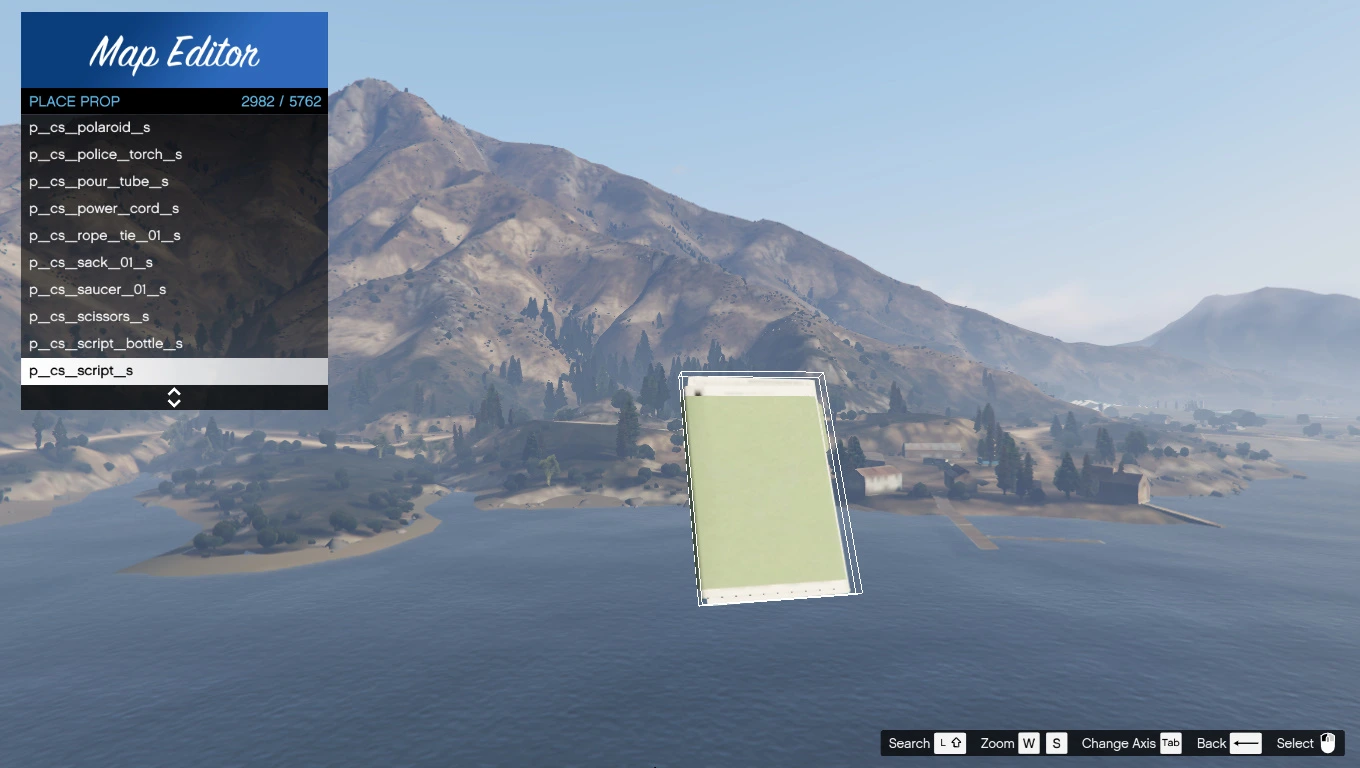 Map Editor
PLACE PROP 2982 / 5762
p__cs__polaroid__s
p__cs__police__torch__s
p__cs__pour__tube__s
p__cs__power__cord__s
p__cs__rope__tie__01__s
p__cs__sack__01__s
p__cs__saucer__01__s
p__cs__scissors__s
p__cs__script__bottle__s
p__cs__script__s
Search L ⇧ Zoom W S Change Axis Tab Back ⟵ Select